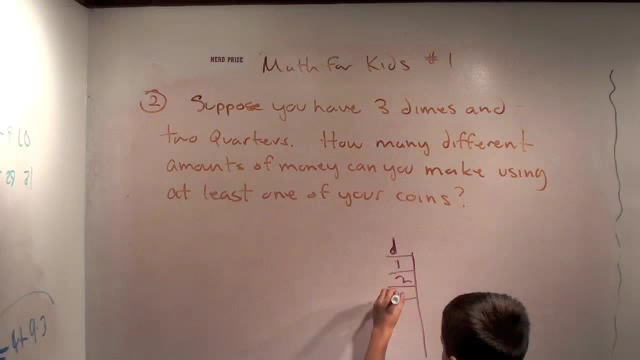 NERD PRIZE
Math For Kids #1
② Suppose you have 3 dimes and
two Quarters. How many different
amounts of money can you make using
at least one of your coins?
d
1
2